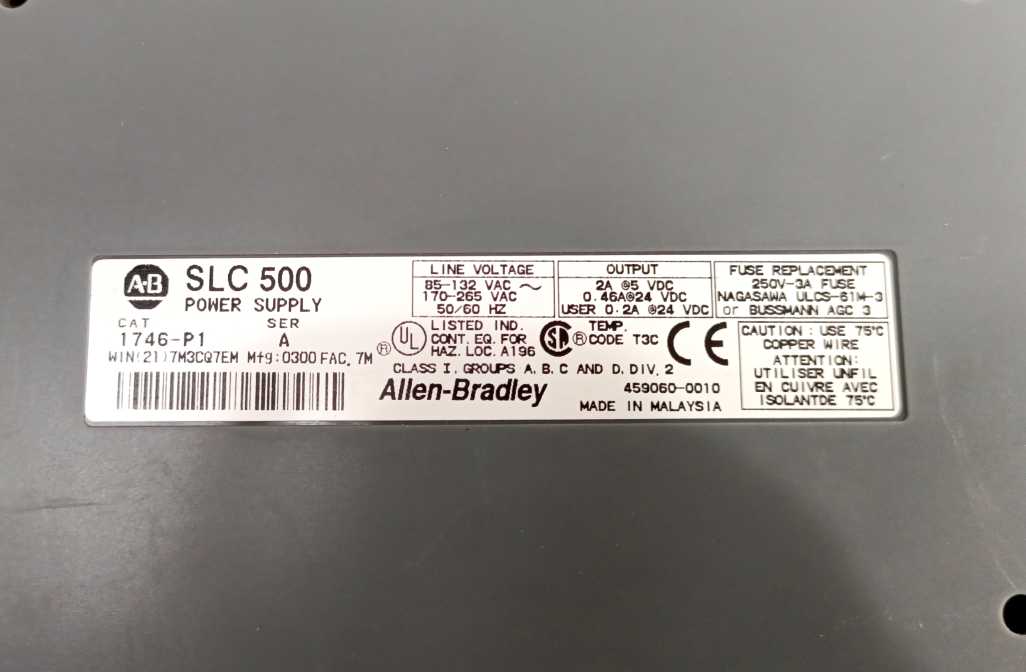 A-B
SLC 500
POWER SUPPLY
CAT SER
1746-P1 A
WIN(21)7M3CQ7EM Mfg:0300 FAC. 7M
LINE VOLTAGE
85-132 VAC ~
170-265 VAC
50/60 HZ
OUTPUT
2A @5 VDC
0.46A@24 VDC
USER 0.2A @24 VDC
FUSE REPLACEMENT
250V-3A FUSE
NAGASAWA ULCS-61M-3
or BUSSMANN AGC 3
UL ®
LISTED IND.
CONT. EQ. FOR
HAZ. LOC. A196
SA ®
TEMP.
CODE T3C
CE
CLASS I, GROUPS A, B, C AND D, DIV. 2
Allen-Bradley
459060-0010
MADE IN MALAYSIA
CAUTION : USE 75°C
COPPER WIRE
ATTENTION:
UTILISER UNFIL
EN CUIVRE AVEC
ISOLANTDE 75°C